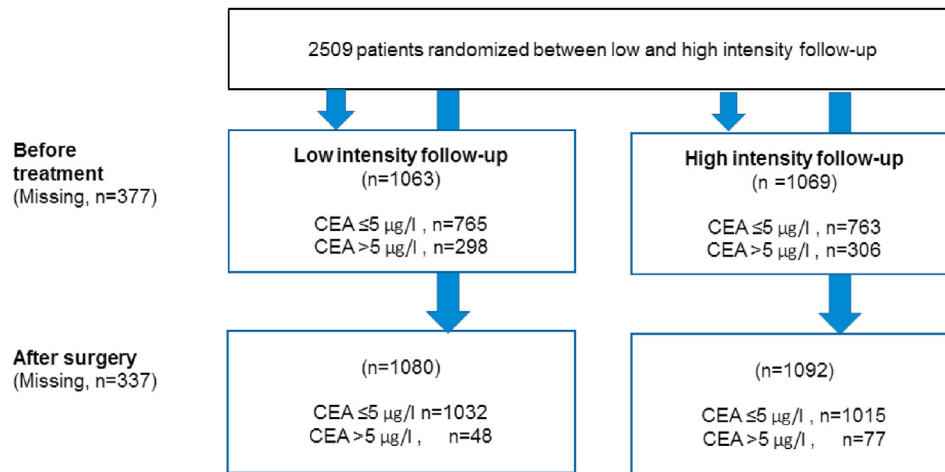 2509 patients randomized between low and high intensity follow-up
Before
treatment
(Missing, n=377)
Low intensity follow-up
(n=1063)
CEA ≤5 µg/l , n=765
CEA >5 µg/l , n=298
High intensity follow-up
(n =1069)
CEA ≤5 µg/l , n=763
CEA >5 µg/l , n=306
After surgery
(Missing, n=337)
(n=1080)
CEA ≤5 µg/l n=1032
CEA >5 µg/l , n=48
(n=1092)
CEA ≤5 µg/l , n=1015
CEA >5 µg/l , n=77